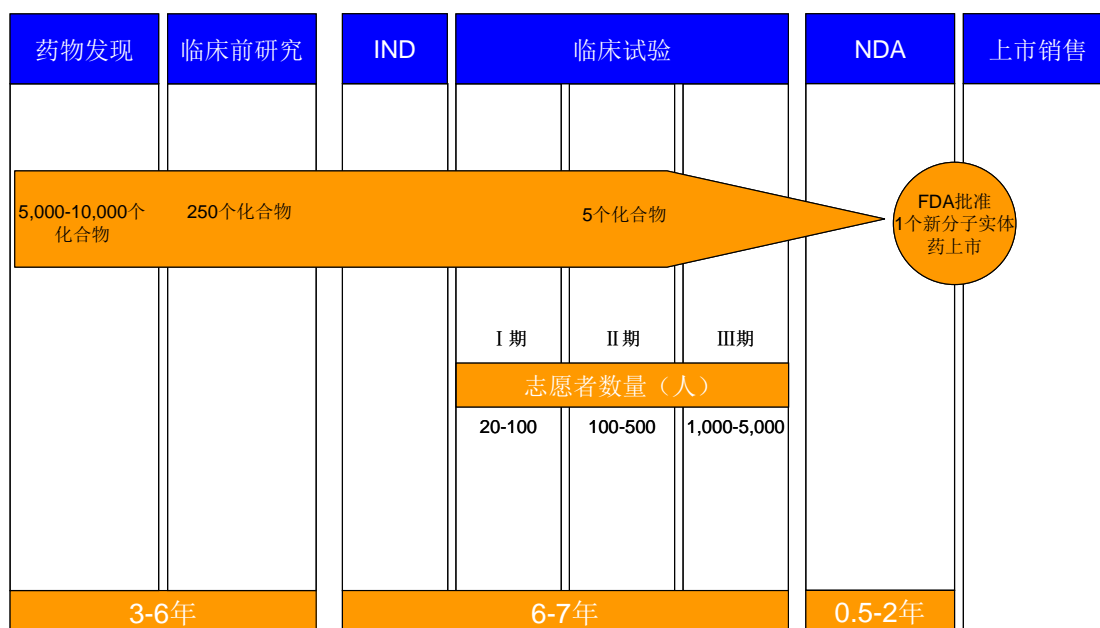 药物发现
临床前研究
IND
临床试验
NDA
上市销售
5,000-10,000个
化合物
250个化合物
5个化合物
FDA批准
1个新分子实体
药上市
Ⅰ期
Ⅱ期
Ⅲ期
志愿者数量（人）
20-100
100-500
1,000-5,000
3-6年
6-7年
0.5-2年